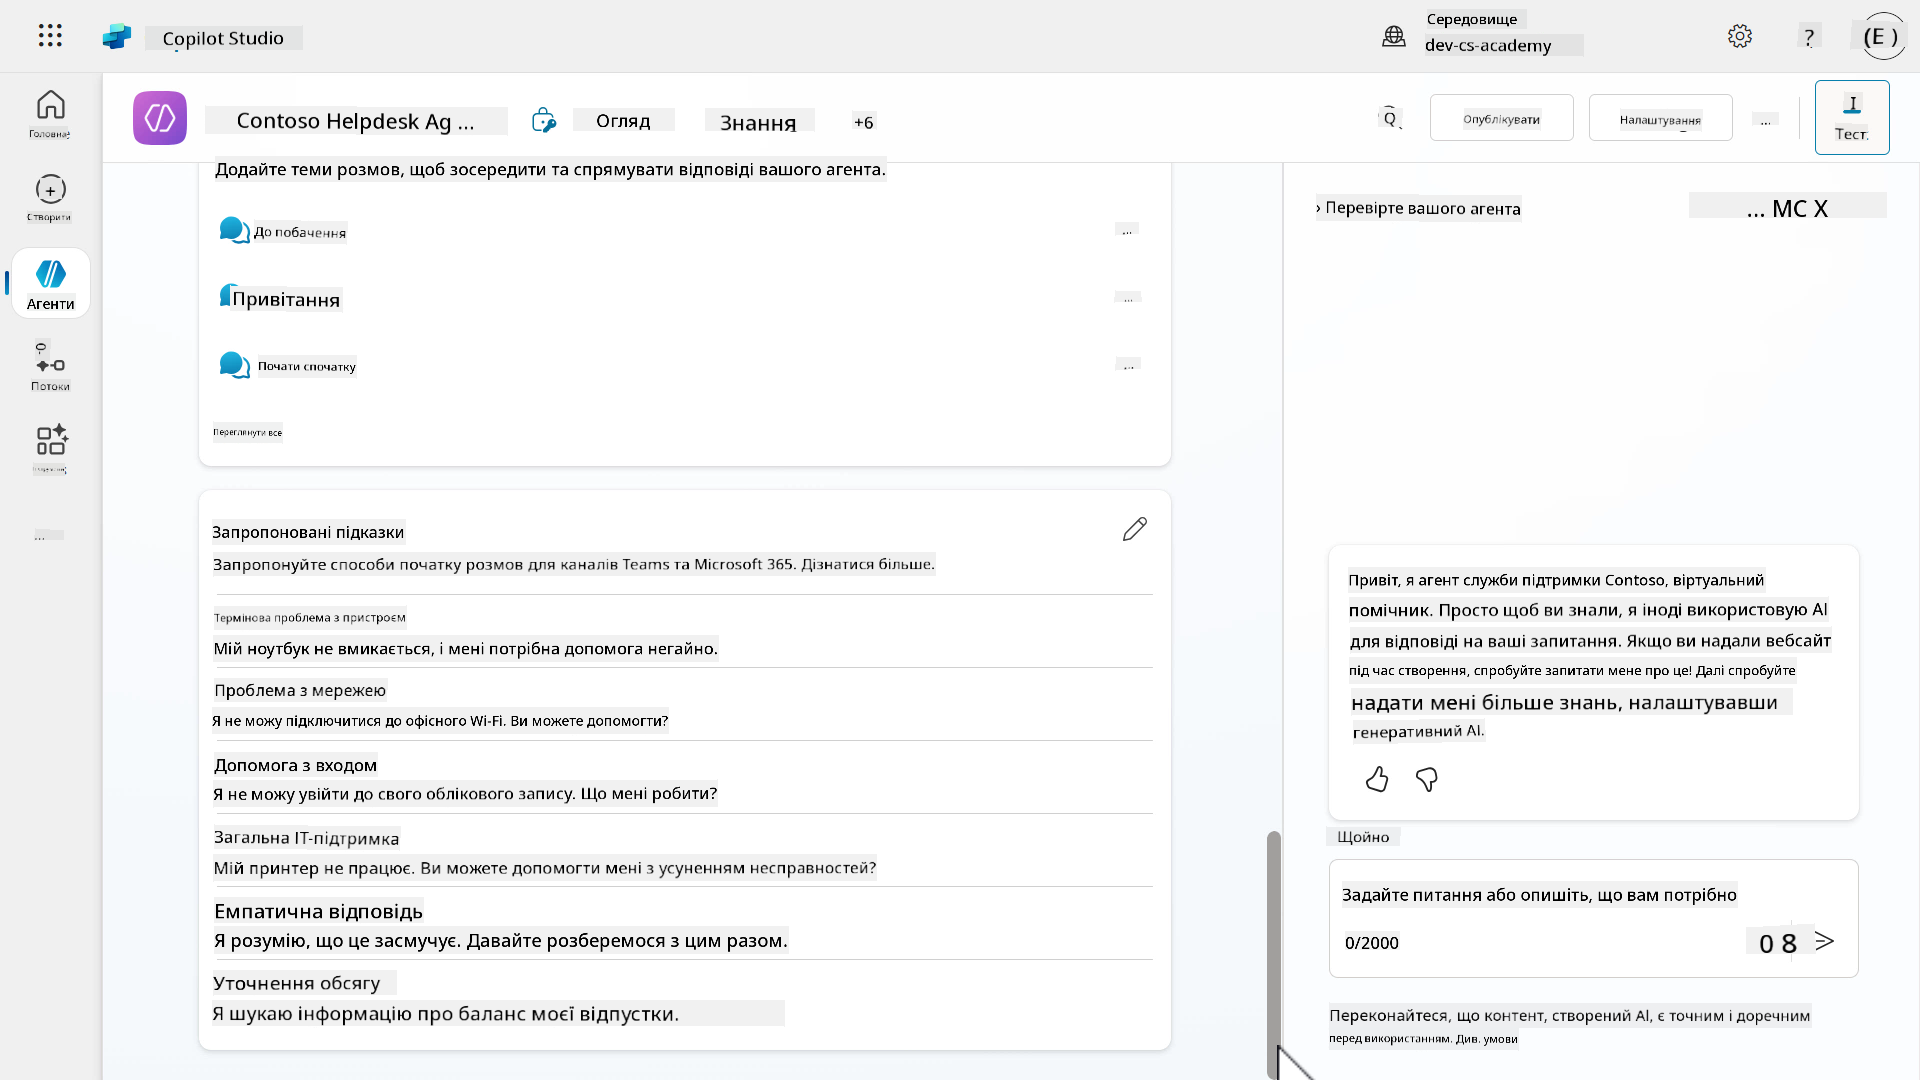 Copilot Studio
Середовище
dev-cs-academy
?
(E )
Головна
Contoso Helpdesk Ag ...
Огляд
Знання
+6
Опублікувати
Налаштування
...
Тест
Створити
Агенти
Потоки
...
Додайте теми розмов, щоб зосередити та спрямувати відповіді вашого агента.
До побачення
...
Привітання
...
Почати спочатку
...
Переглянути все
Запропоновані підказки
Запропонуйте способи початку розмов для каналів Teams та Microsoft 365. Дізнатися більше.
Термінова проблема з пристроєм
Мій ноутбук не вмикається, і мені потрібна допомога негайно.
Проблема з мережею
Я не можу підключитися до офісного Wi-Fi. Ви можете допомогти?
Допомога з входом
Я не можу увійти до свого облікового запису. Що мені робити?
Загальна ІТ-підтримка
Мій принтер не працює. Ви можете допомогти мені з усуненням несправностей?
Емпатична відповідь
Я розумію, що це засмучує. Давайте розберемося з цим разом.
Уточнення обсягу
Я шукаю інформацію про баланс моєї відпустки.
› Перевірте вашого агента
... МС X
Привіт, я агент служби підтримки Contoso, віртуальний
помічник. Просто щоб ви знали, я іноді використовую AI
для відповіді на ваші запитання. Якщо ви надали вебсайт
під час створення, спробуйте запитати мене про це! Далі спробуйте
надати мені більше знань, налаштувавши
генеративний AI.
Щойно
Задайте питання або опишіть, що вам потрібно
0/2000
0 8
Переконайтеся, що контент, створений AI, є точним і доречним
перед використанням. Див. умови